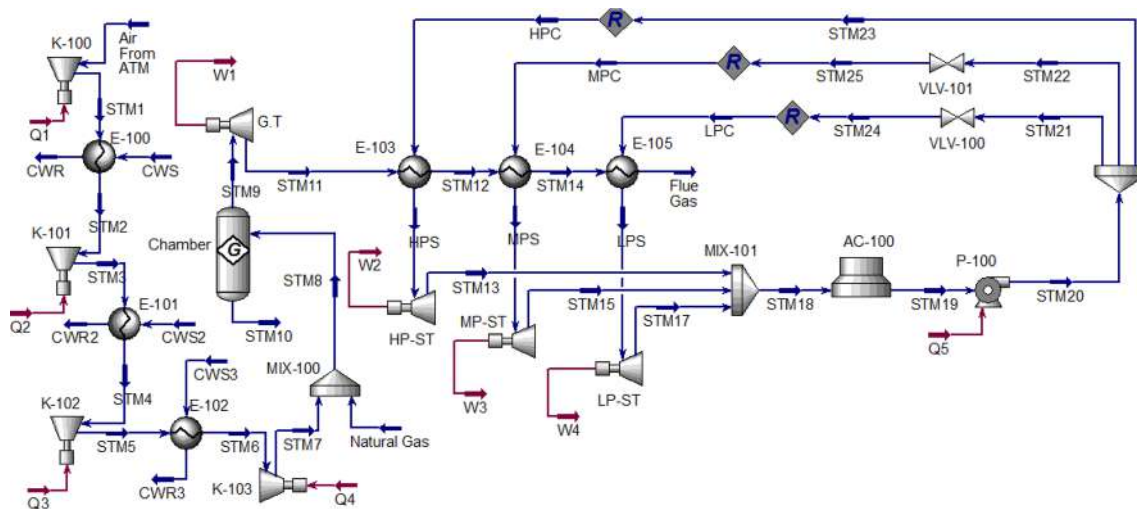 K-100
Air
From
ATM
Q1
STM1
E-100
CWR
CWS
STM2
K-101
STM3
Q2
E-101
CWR2
CWS2
STM4
K-102
STM5
Q3
CWS3
E-102
CWR3
STM6
K-103
Q4
STM7
MIX-100
Natural Gas
STM8
Chamber
G
STM10
STM9
W1
G.T
STM11
HPC
R
STM23
MPC
R
STM25
VLV-101
STM22
LPC
R
STM24
VLV-100
STM21
E-103
STM12
E-104
STM14
E-105
Flue
Gas
HPS
MPS
LPS
W2
HP-ST
STM13
W3
MP-ST
STM15
W4
LP-ST
STM17
MIX-101
STM18
AC-100
STM19
P-100
Q5
STM20